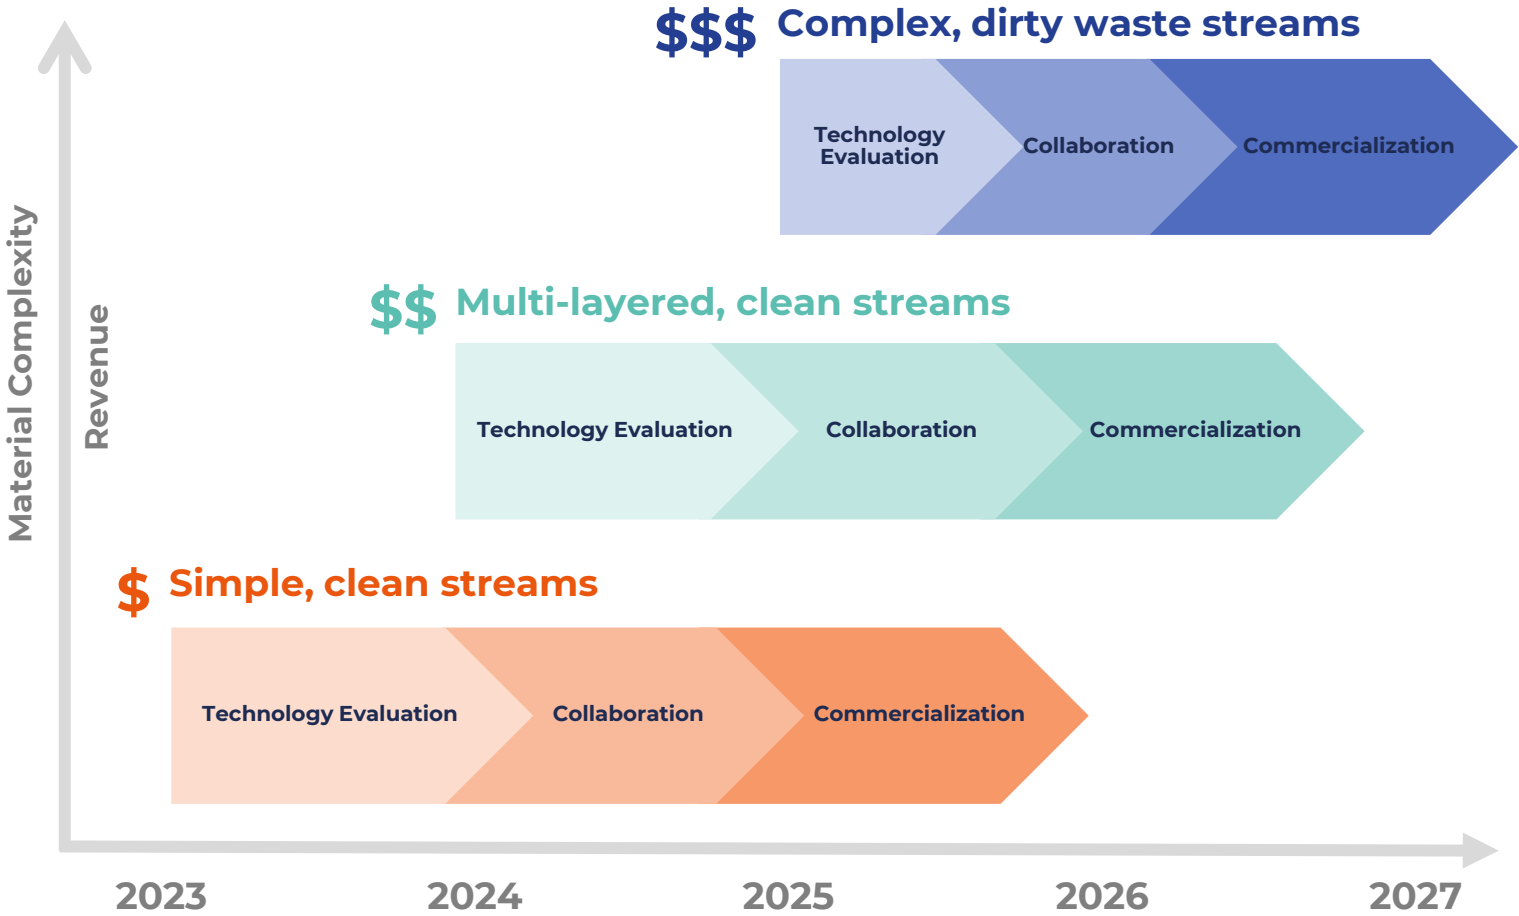 $$$ Complex, dirty waste streams
Technology
Evaluation
Collaboration
Commercialization
Material Complexity
Revenue
$$ Multi-layered, clean streams
Technology Evaluation
Collaboration
Commercialization
$ Simple, clean streams
Technology Evaluation
Collaboration
Commercialization
2023
2024
2025
2026
2027